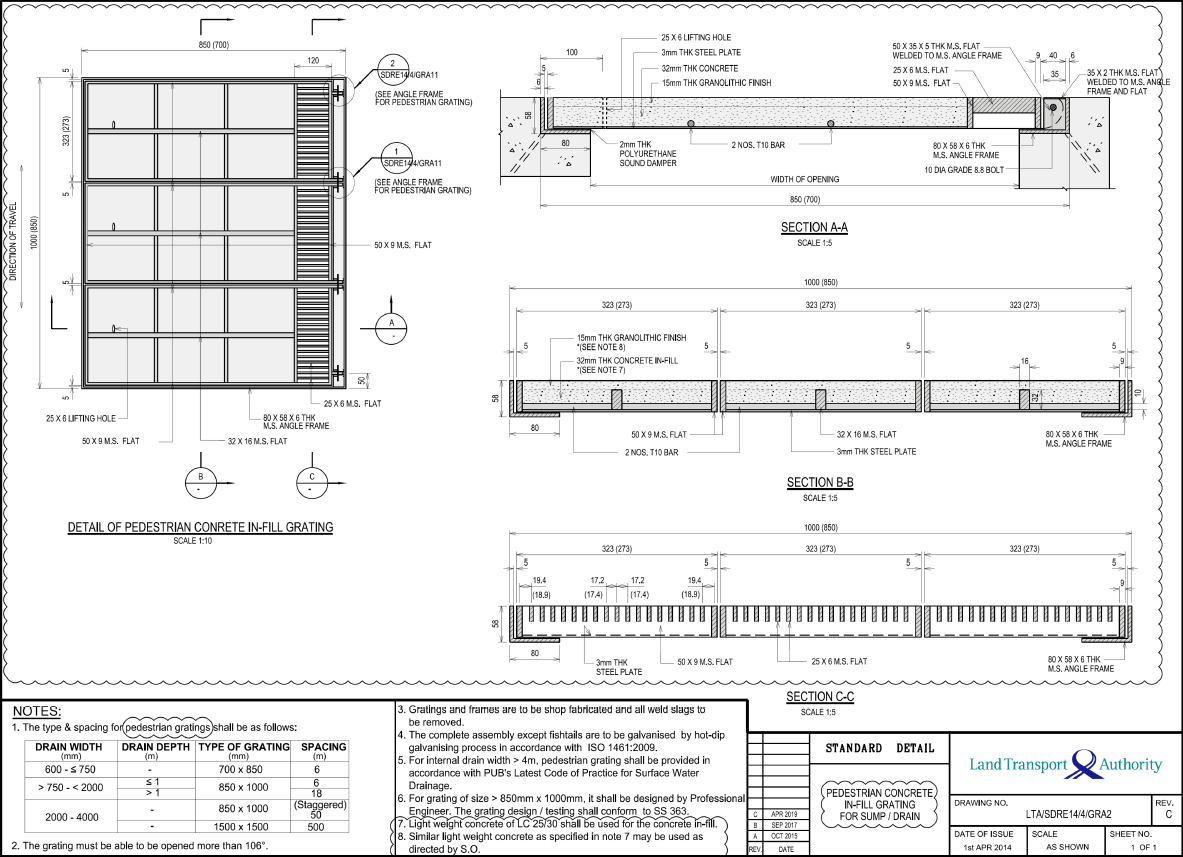 850 (700)
120
5
323 (273)
5
5
5
1000 (850)
DIRECTION OF TRAVEL
2
SDRE14/4/GRA11
(SEE ANGLE FRAME
FOR PEDESTRIAN GRATING)
1
SDRE14/4/GRA11
(SEE ANGLE FRAME
FOR PEDESTRIAN GRATING)
50 X 9 M.S. FLAT
A
-
50
25 X 6 M.S. FLAT
25 X 6 LIFTING HOLE
80 X 58 X 6 THK
M.S. ANGLE FRAME
50 X 9 M.S. FLAT
32 X 16 M.S. FLAT
B
-
C
-
DETAIL OF PEDESTRIAN CONRETE IN-FILL GRATING
SCALE 1:10
100
5
6
58
80
25 X 6 LIFTING HOLE
3mm THK STEEL PLATE
32mm THK CONCRETE
15mm THK GRANOLITHIC FINISH
50 X 35 X 5 THK M.S. FLAT
WELDED TO M.S. ANGLE FRAME
25 X 6 M.S. FLAT
50 X 9 M.S. FLAT
9 40 6
35
35 X 2 THK M.S. FLAT
WELDED TO M.S. ANGLE
FRAME AND FLAT
2mm THK
POLYURETHANE
SOUND DAMPER
2 NOS. T10 BAR
80 X 58 X 6 THK
M.S. ANGLE FRAME
10 DIA GRADE 8.8 BOLT
WIDTH OF OPENING
850 (700)
SECTION A-A
SCALE 1:5
1000 (850)
323 (273) 323 (273) 323 (273)
5 5 5 5 5 5
15mm THK GRANOLITHIC FINISH
*(SEE NOTE 8)
32mm THK CONCRETE IN-FILL
*(SEE NOTE 7)
16
9
58
32
10
80
50 X 9 M.S. FLAT
2 NOS. T10 BAR
32 X 16 M.S. FLAT
3mm THK STEEL PLATE
80 X 58 X 6 THK
M.S. ANGLE FRAME
SECTION B-B
SCALE 1:5
1000 (850)
323 (273) 323 (273) 323 (273)
5 5 5 5 5 5
19.4 17.2 17.2 19.4
(18.9) (17.4) (17.4) (18.9)
9
58
80
3mm THK
STEEL PLATE
50 X 9 M.S. FLAT
25 X 6 M.S. FLAT
80 X 58 X 6 THK
M.S. ANGLE FRAME
SECTION C-C
SCALE 1:5
NOTES:
1. The type & spacing for pedestrian gratings shall be as follows:
DRAIN WIDTH DRAIN DEPTH TYPE OF GRATING SPACING
(mm) (m) (mm) (m)
600 - ≤ 750 - 700 x 850 6
> 750 - < 2000 ≤ 1 850 x 1000 6
> 1 18
2000 - 4000 - 850 x 1000 (Staggered)
50
- 1500 x 1500 500
2. The grating must be able to be opened more than 106°.
3. Gratings and frames are to be shop fabricated and all weld slags to
be removed.
4. The complete assembly except fishtails are to be galvanised by hot-dip
galvanising process in accordance with ISO 1461:2009.
5. For internal drain width > 4m, pedestrian grating shall be provided in
accordance with PUB's Latest Code of Practice for Surface Water
Drainage.
6. For grating of size > 850mm x 1000mm, it shall be designed by Professional
Engineer. The grating design / testing shall conform to SS 363.
7. Light weight concrete of LC 25/30 shall be used for the concrete in-fill.
8. Similar light weight concrete as specified in note 7 may be used as
directed by S.O.
C APR 2019
B SEP 2017
A OCT 2015
REV. DATE
STANDARD DETAIL
PEDESTRIAN CONCRETE
IN-FILL GRATING
FOR SUMP / DRAIN
Land Transport Authority
DRAWING NO.
LTA/SDRE14/4/GRA2
REV.
C
DATE OF ISSUE
1st APR 2014
SCALE
AS SHOWN
SHEET NO.
1 OF 1